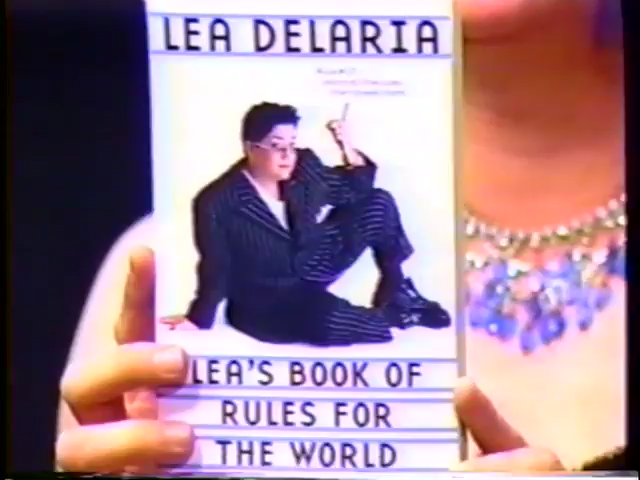 LEA DELARIA
LEA'S BOOK OF
RULES FOR
THE WORLD